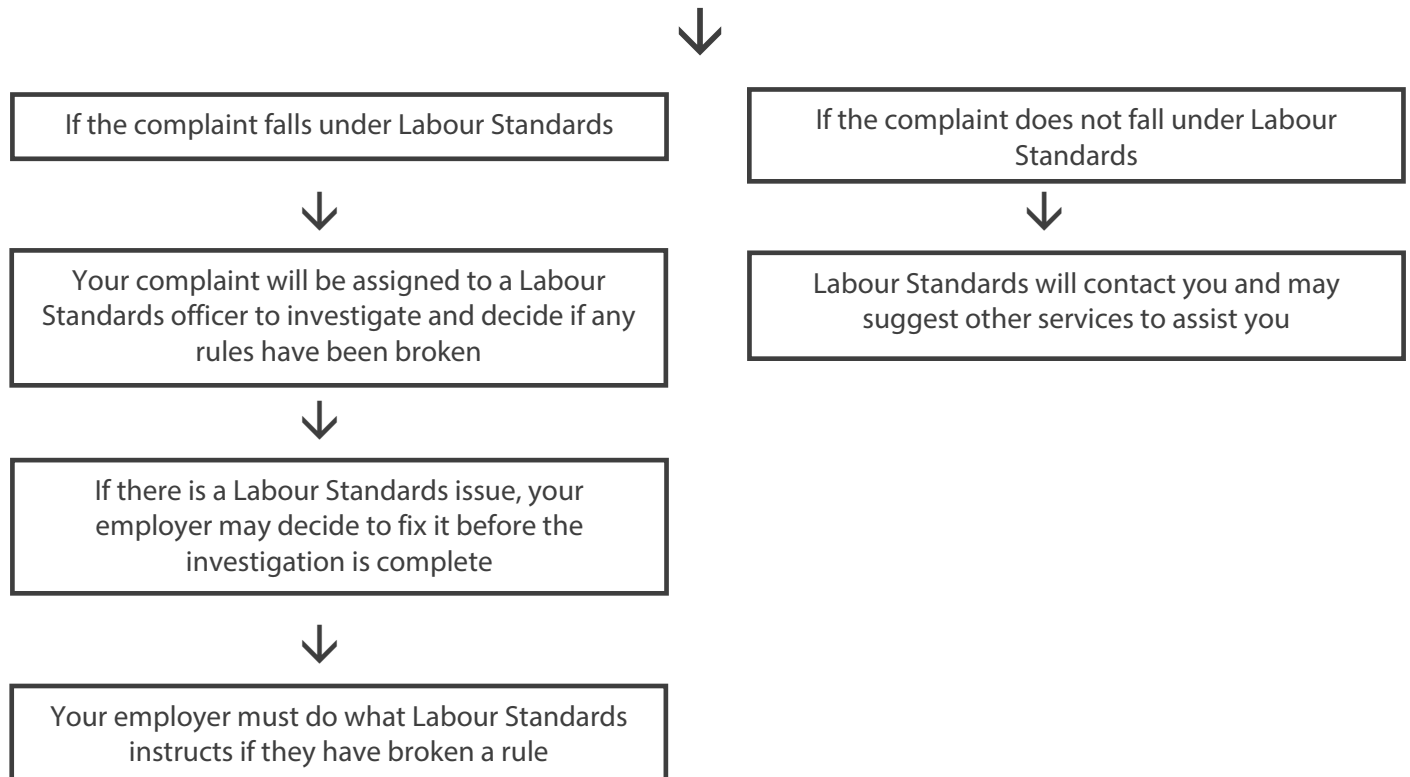 If the complaint falls under Labour Standards
Your complaint will be assigned to a Labour
Standards officer to investigate and decide if any
rules have been broken
If there is a Labour Standards issue, your
employer may decide to fix it before the
investigation is complete
Your employer must do what Labour Standards
instructs if they have broken a rule
If the complaint does not fall under Labour
Standards
Labour Standards will contact you and may
suggest other services to assist you